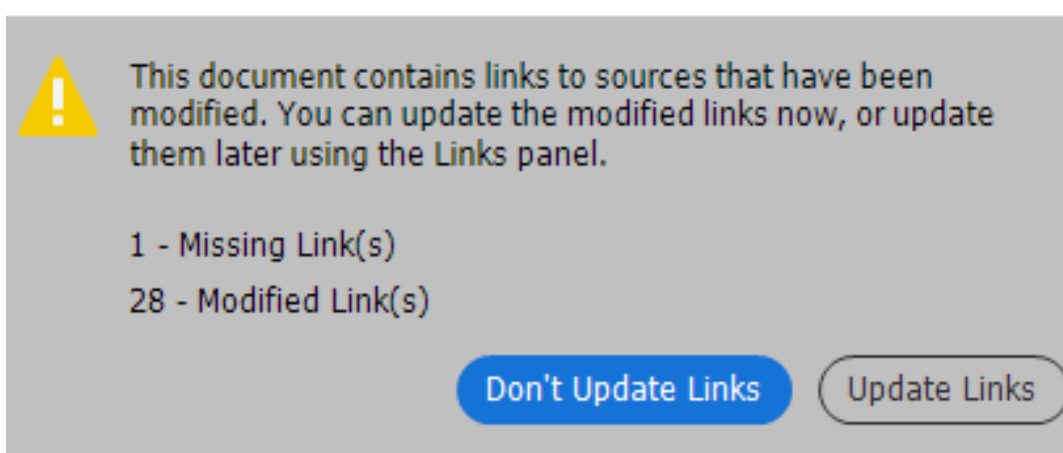 This document contains links to sources that have been
modified. You can update the modified links now, or update
them later using the Links panel.
1 - Missing Link(s)
28 - Modified Link(s)
Don't Update Links
Update Links